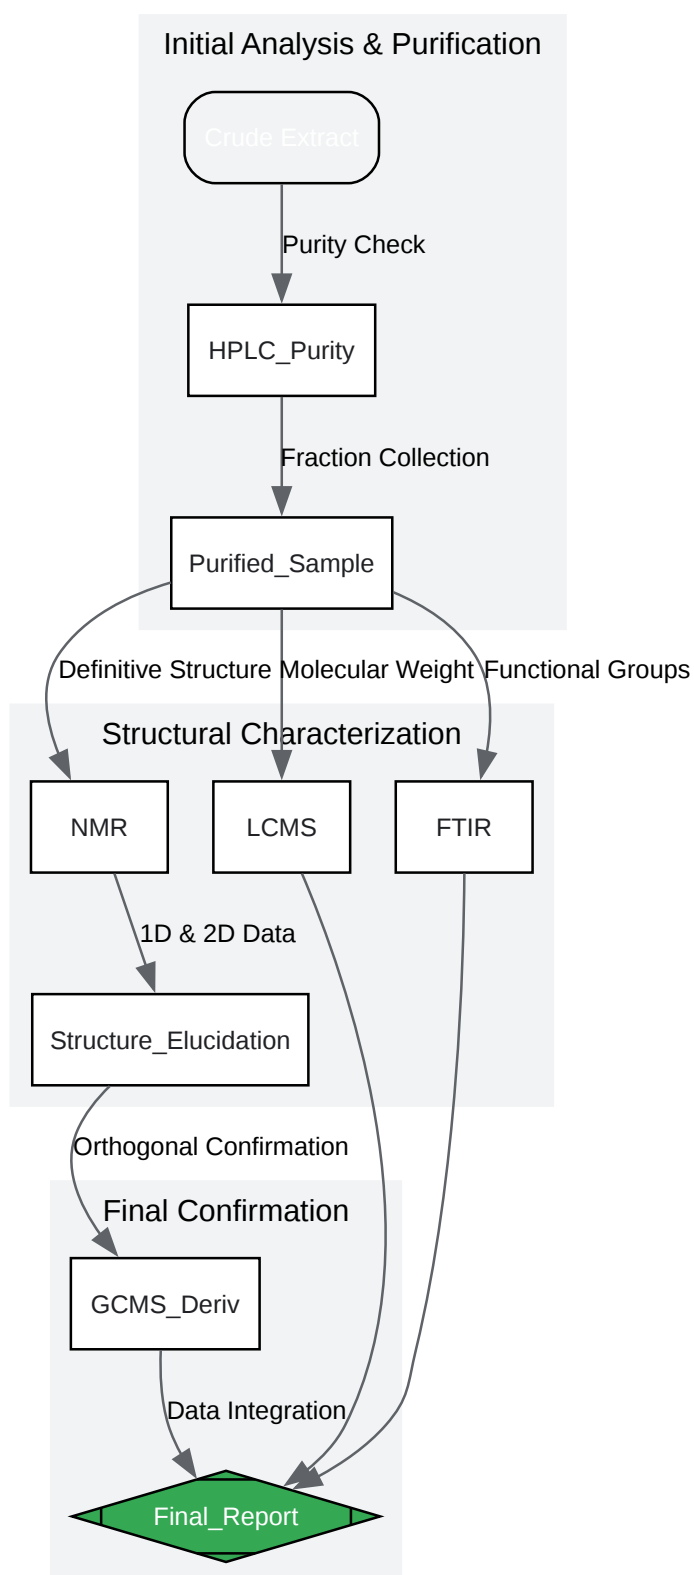 Initial Analysis & Purification
Crude Extract
Purity Check
HPLC_Purity
Fraction Collection
Purified_Sample
Definitive Structure Molecular Weight Functional Groups
Structural Characterization
NMR LCMS FTIR
1D & 2D Data
Structure_Elucidation
Orthogonal Confirmation
Final Confirmation
GCMS_Deriv
Data Integration
Final_Report